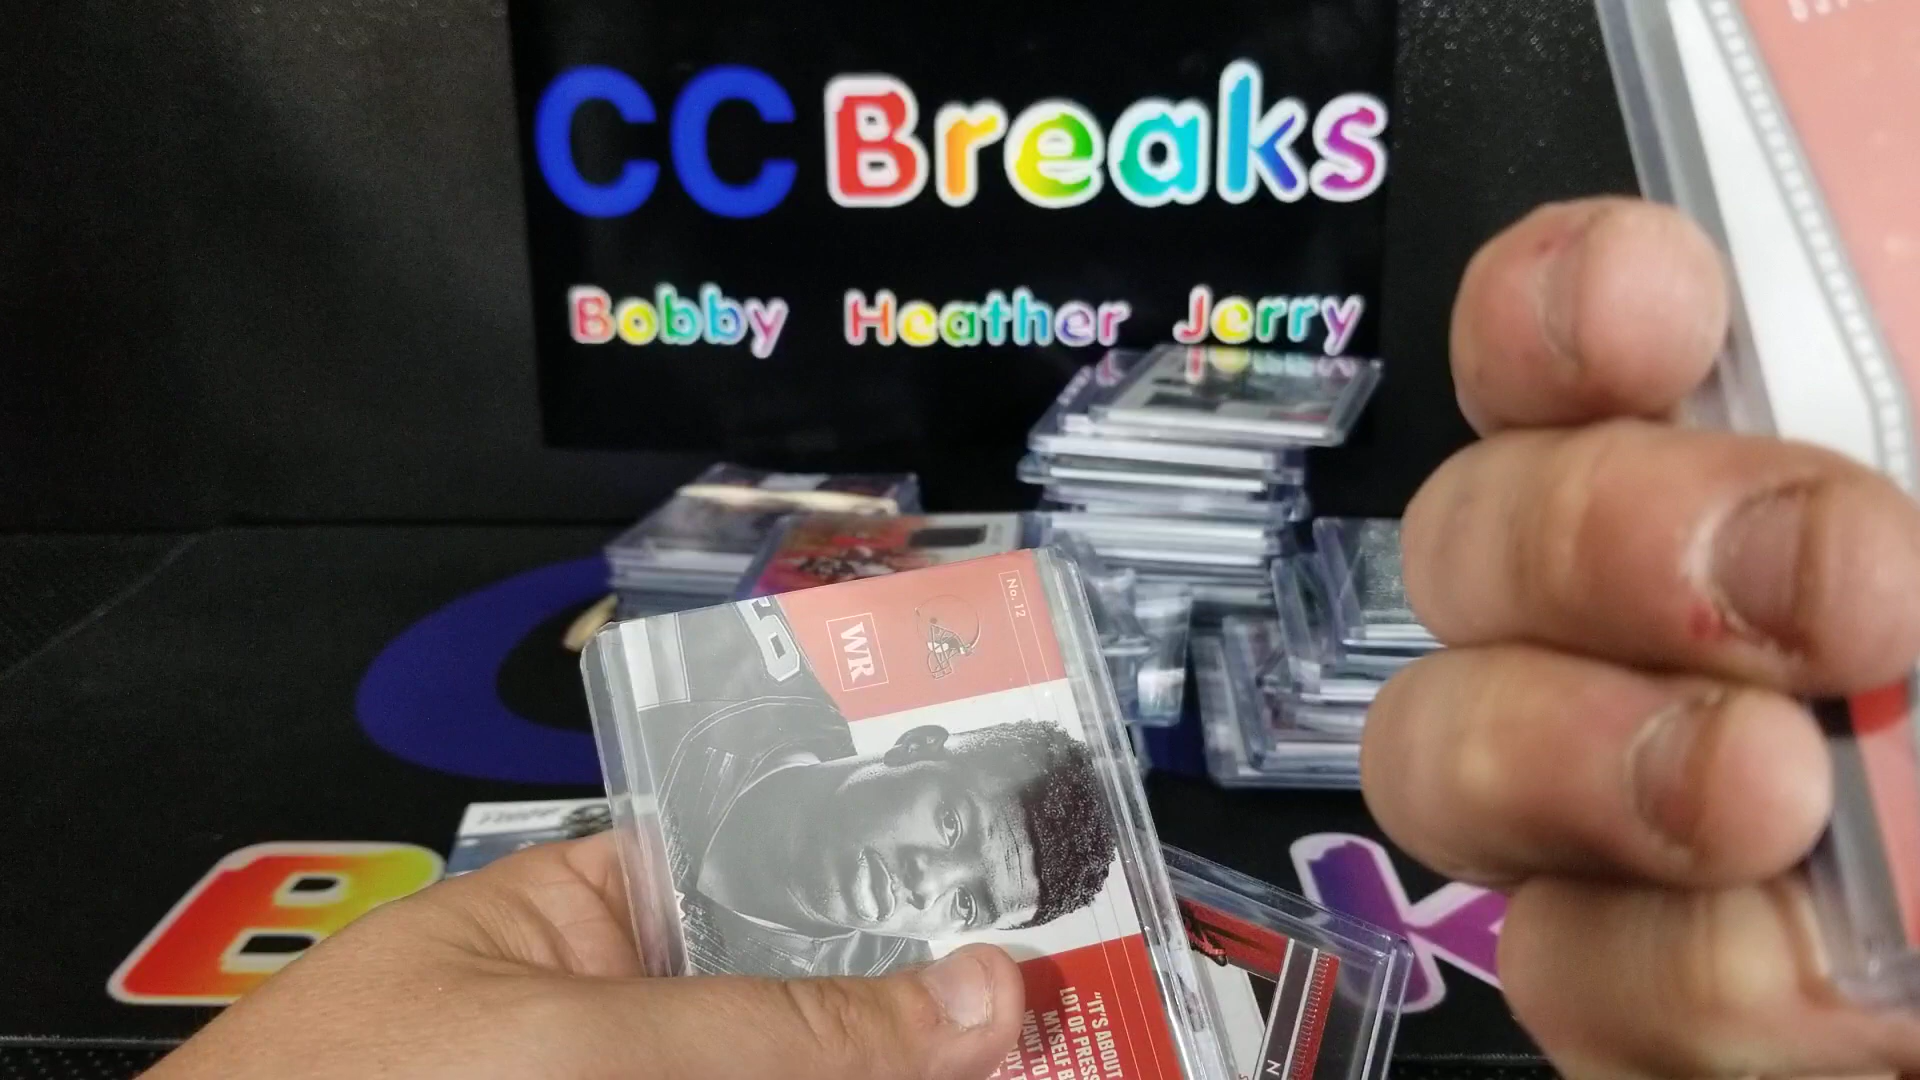 CC Breaks
Bobby Heather Jerry
No. 12
WR
"IT'S ABOUT
LOT OF PRESS
MYSELF B
WANT TO
B
N